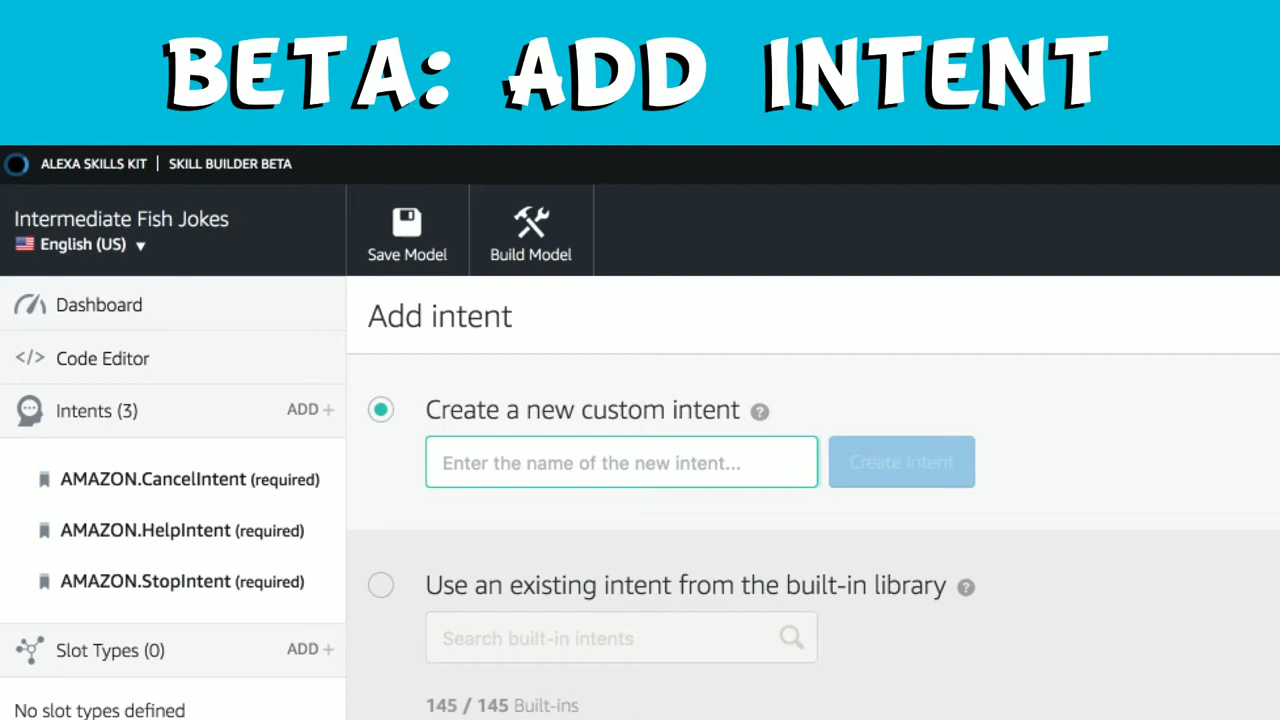 BETA: ADD INTENT
ALEXA SKILLS KIT | SKILL BUILDER BETA
Intermediate Fish Jokes
English (US) ▼
Save Model
Build Model
Dashboard
</> Code Editor
Intents (3)
ADD +
AMAZON.CancelIntent (required)
AMAZON.HelpIntent (required)
AMAZON.StopIntent (required)
Slot Types (0)
ADD +
No slot types defined
Add intent
Create a new custom intent ?
Enter the name of the new intent...
Create Intent
Use an existing intent from the built-in library ?
Search built-in intents
145 / 145 Built-ins